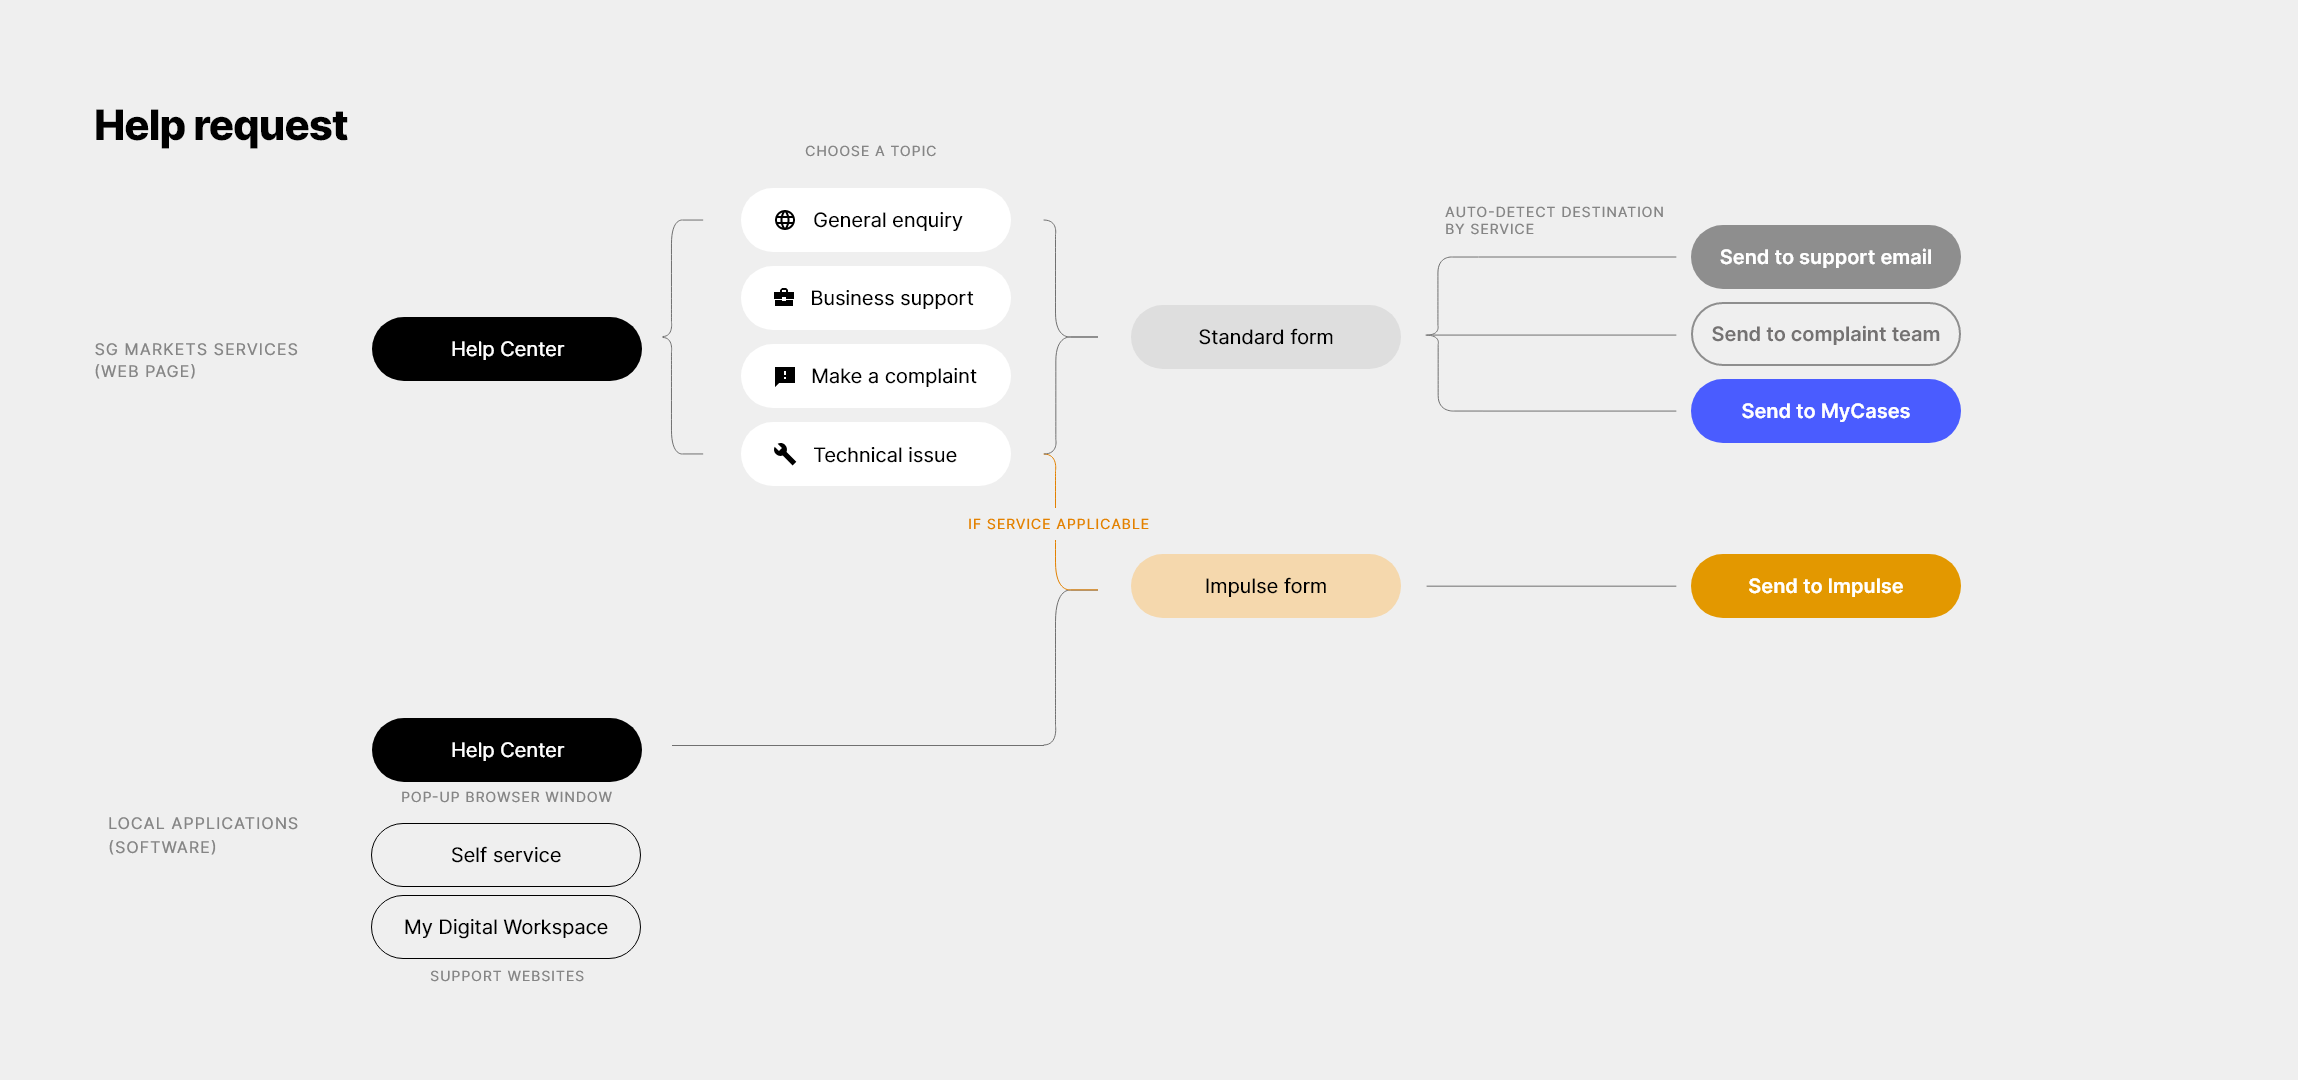 Help request
CHOOSE A TOPIC
General enquiry
Business support
Make a complaint
Technical issue
SG MARKETS SERVICES
(WEB PAGE)
Help Center
Standard form
AUTO-DETECT DESTINATION
BY SERVICE
Send to support email
Send to complaint team
Send to MyCases
IF SERVICE APPLICABLE
Impulse form
Send to Impulse
LOCAL APPLICATIONS
(SOFTWARE)
Help Center
POP-UP BROWSER WINDOW
Self service
My Digital Workspace
SUPPORT WEBSITES